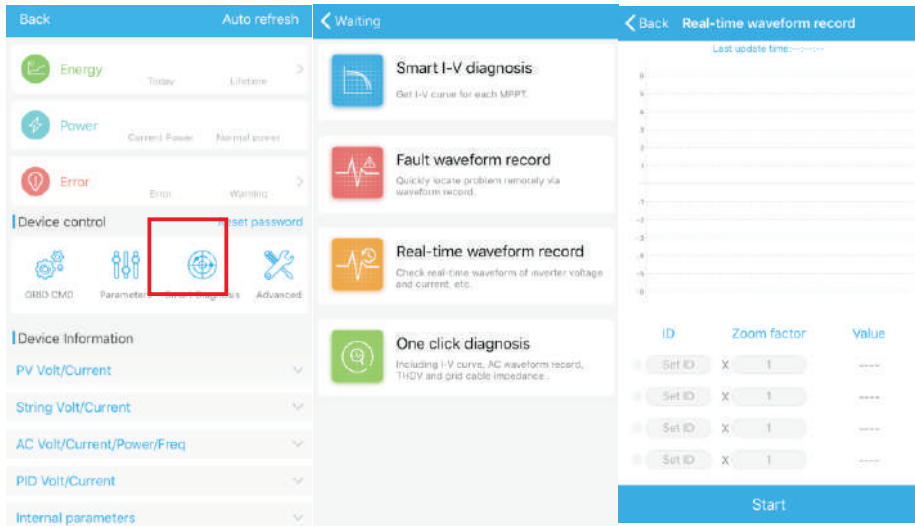 Back Auto refresh
Energy
Today Lifetime
Power
Current Power Normal power
Error
Error Warning
Device control Reset password
GRID CMD Parameters Smart Diagnosis Advanced
Device Information
PV Volt/Current
String Volt/Current
AC Volt/Current/Power/Freq
PID Volt/Current
Internal parameters
Waiting
Smart I-V diagnosis
Get I-V curve for each MPPT.
Fault waveform record
Quickly locate problem remotely via
waveform record.
Real-time waveform record
Check real-time waveform of inverter voltage
and current, etc.
One click diagnosis
Including I-V curve, AC waveform record,
THDV and grid cable impedance.
Back Real-time waveform record
Last update time:--:--:--
ID Zoom factor Value
Set ID X 1 ----
Set ID X 1 ----
Set ID X 1 ----
Set ID X 1 ----
Start